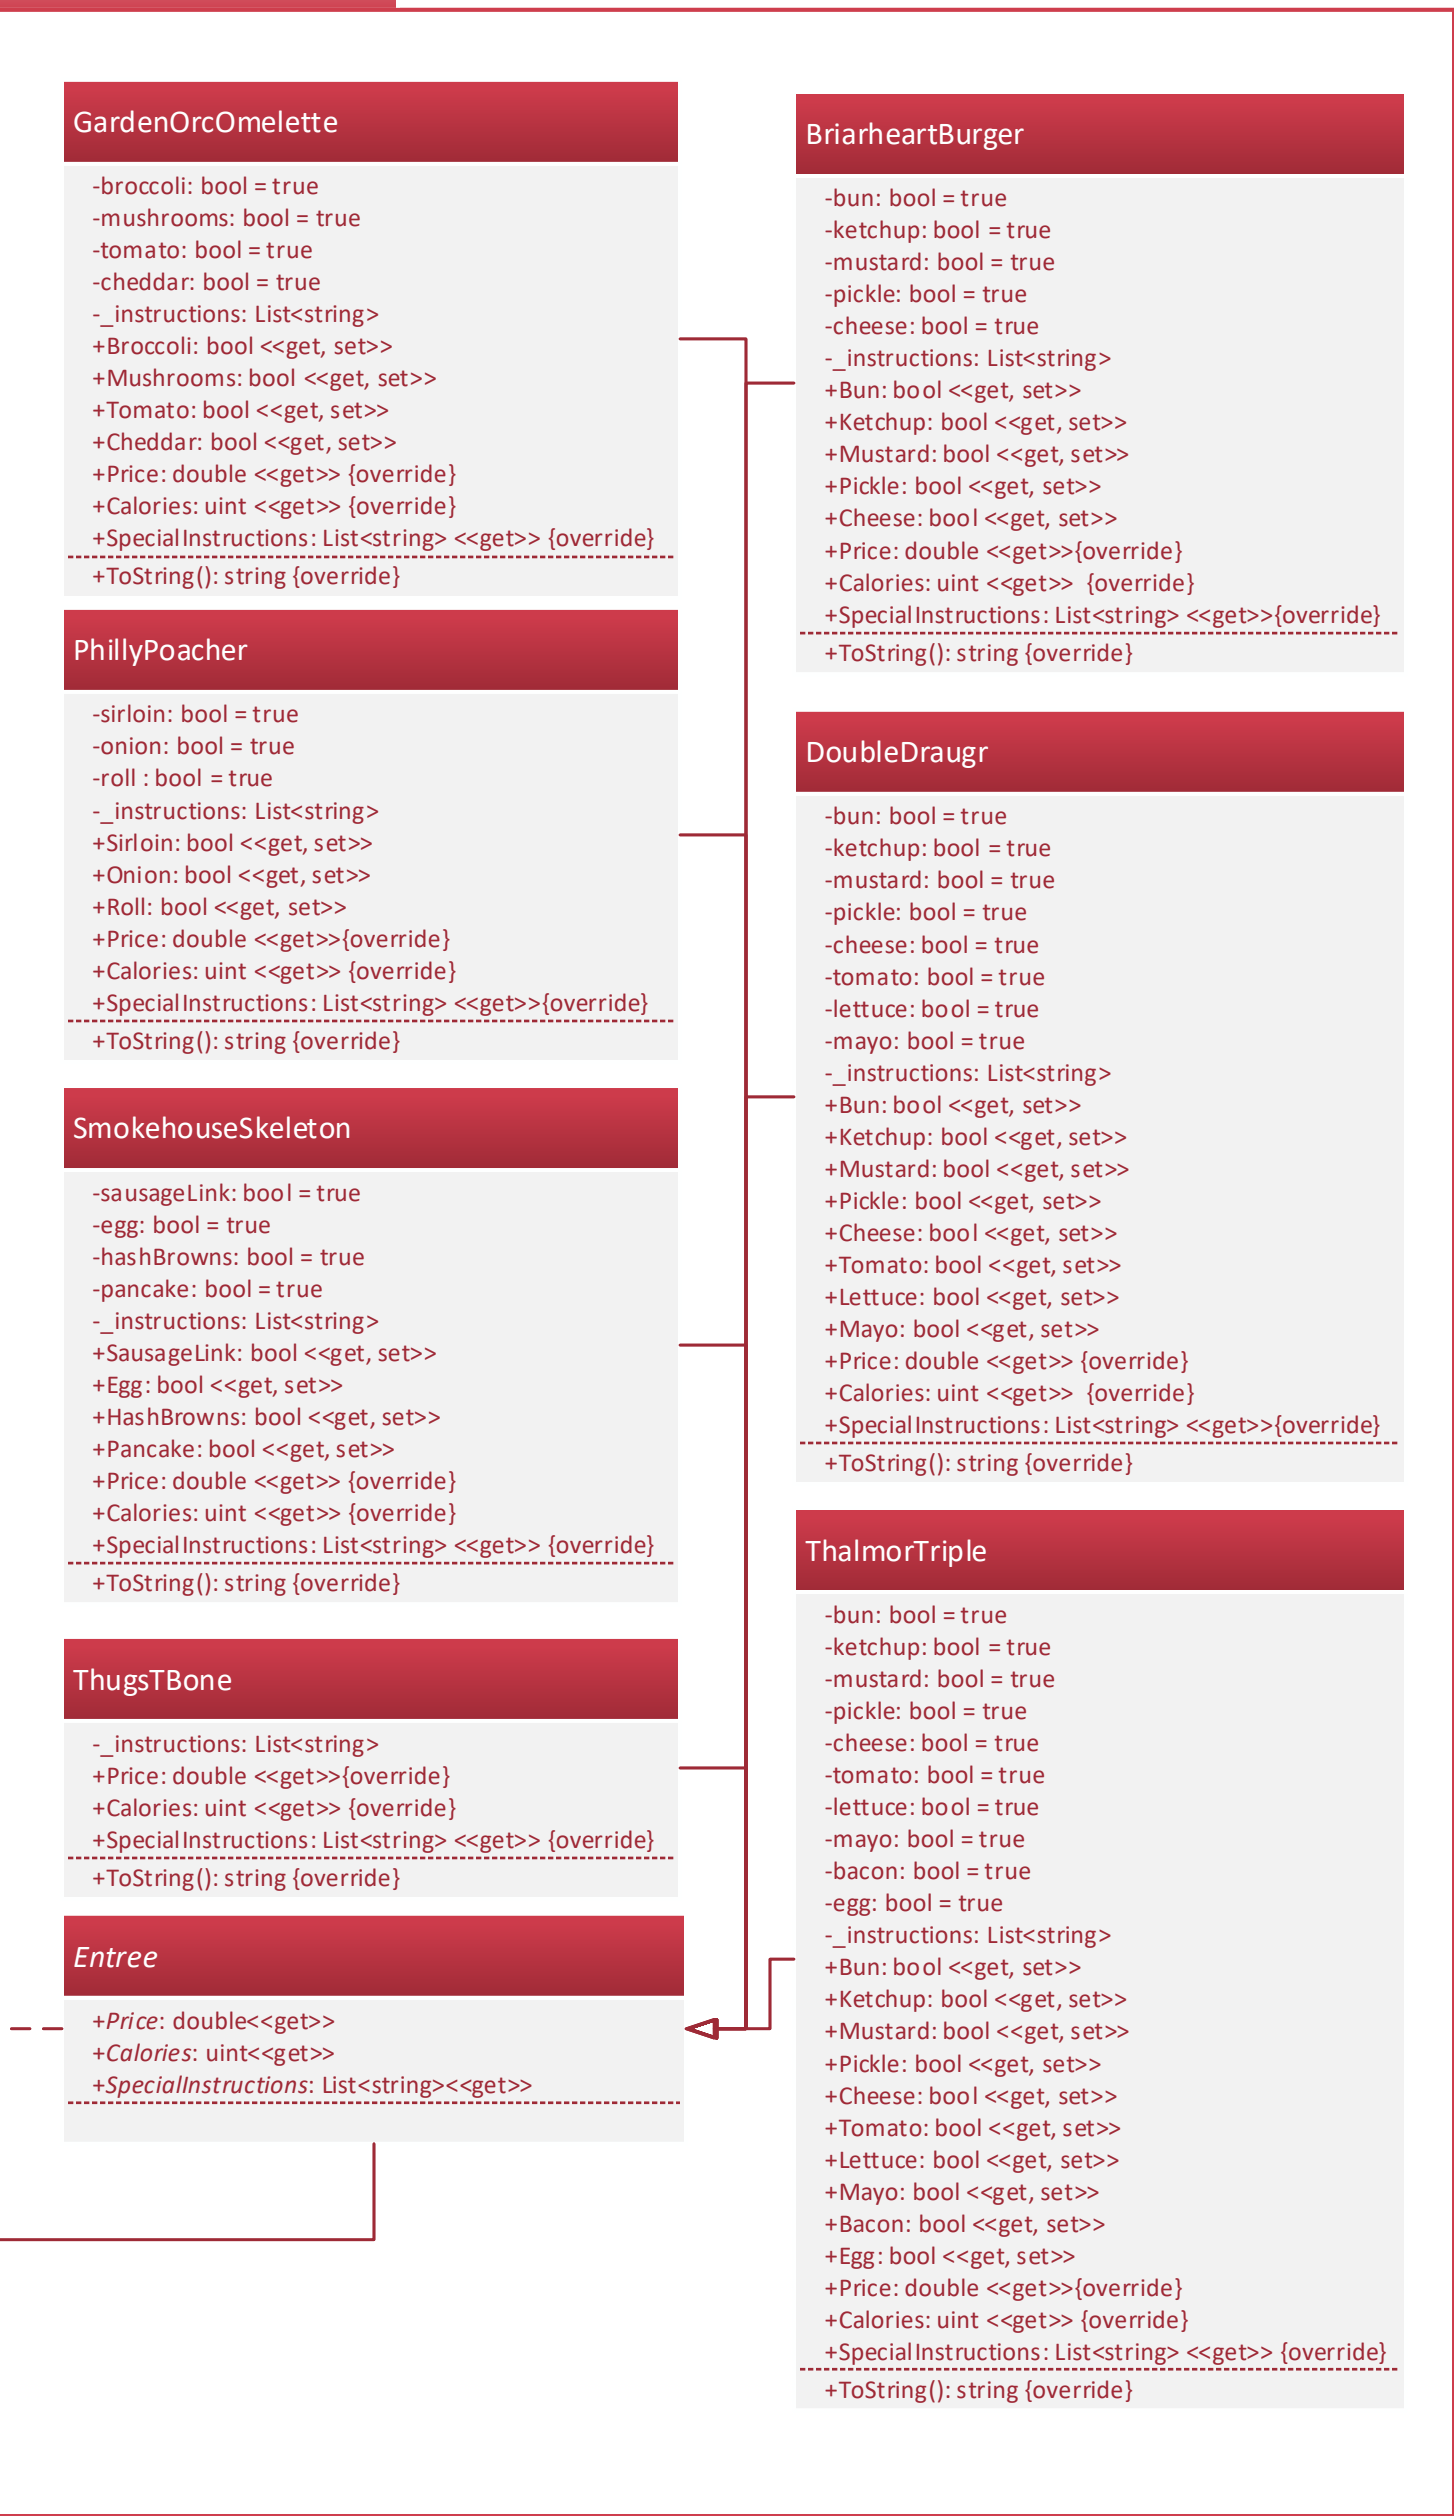 GardenOrcOmelette
-broccoli: bool = true
-mushrooms: bool = true
-tomato: bool = true
-cheddar: bool = true
-_instructions: List<string>
+Broccoli: bool <<get, set>>
+Mushrooms: bool <<get, set>>
+Tomato: bool <<get, set>>
+Cheddar: bool <<get, set>>
+Price: double <<get>> {override}
+Calories: uint <<get>> {override}
+SpecialInstructions: List<string> <<get>> {override}
+ToString(): string {override}
PhillyPoacher
-sirloin: bool = true
-onion: bool = true
-roll : bool = true
-_instructions: List<string>
+Sirloin: bool <<get, set>>
+Onion: bool <<get, set>>
+Roll: bool <<get, set>>
+Price: double <<get>>{override}
+Calories: uint <<get>> {override}
+SpecialInstructions: List<string> <<get>>{override}
+ToString(): string {override}
SmokehouseSkeleton
-sausageLink: bool = true
-egg: bool = true
-hashBrowns: bool = true
-pancake: bool = true
-_instructions: List<string>
+SausageLink: bool <<get, set>>
+Egg: bool <<get, set>>
+HashBrowns: bool <<get, set>>
+Pancake: bool <<get, set>>
+Price: double <<get>> {override}
+Calories: uint <<get>> {override}
+SpecialInstructions: List<string> <<get>> {override}
+ToString(): string {override}
ThugsTBone
-_instructions: List<string>
+Price: double <<get>>{override}
+Calories: uint <<get>> {override}
+SpecialInstructions: List<string> <<get>> {override}
+ToString(): string {override}
Entree
+Price: double<<get>>
+Calories: uint<<get>>
+SpecialInstructions: List<string><<get>>
BriarheartBurger
-bun: bool = true
-ketchup: bool = true
-mustard: bool = true
-pickle: bool = true
-cheese: bool = true
-_instructions: List<string>
+Bun: bool <<get, set>>
+Ketchup: bool <<get, set>>
+Mustard: bool <<get, set>>
+Pickle: bool <<get, set>>
+Cheese: bool <<get, set>>
+Price: double <<get>>{override}
+Calories: uint <<get>>  {override}
+SpecialInstructions: List<string> <<get>>{override}
+ToString(): string {override}
DoubleDraugr
-bun: bool = true
-ketchup: bool = true
-mustard: bool = true
-pickle: bool = true
-cheese: bool = true
-tomato: bool = true
-lettuce: bool = true
-mayo: bool = true
-_instructions: List<string>
+Bun: bool <<get, set>>
+Ketchup: bool <<get, set>>
+Mustard: bool <<get, set>>
+Pickle: bool <<get, set>>
+Cheese: bool <<get, set>>
+Tomato: bool <<get, set>>
+Lettuce: bool <<get, set>>
+Mayo: bool <<get, set>>
+Price: double <<get>> {override}
+Calories: uint <<get>>  {override}
+SpecialInstructions: List<string> <<get>>{override}
+ToString(): string {override}
ThalmorTriple
-bun: bool = true
-ketchup: bool = true
-mustard: bool = true
-pickle: bool = true
-cheese: bool = true
-tomato: bool = true
-lettuce: bool = true
-mayo: bool = true
-bacon: bool = true
-egg: bool = true
-_instructions: List<string>
+Bun: bool <<get, set>>
+Ketchup: bool <<get, set>>
+Mustard: bool <<get, set>>
+Pickle: bool <<get, set>>
+Cheese: bool <<get, set>>
+Tomato: bool <<get, set>>
+Lettuce: bool <<get, set>>
+Mayo: bool <<get, set>>
+Bacon: bool <<get, set>>
+Egg: bool <<get, set>>
+Price: double <<get>>{override}
+Calories: uint <<get>> {override}
+SpecialInstructions: List<string> <<get>> {override}
+ToString(): string {override}